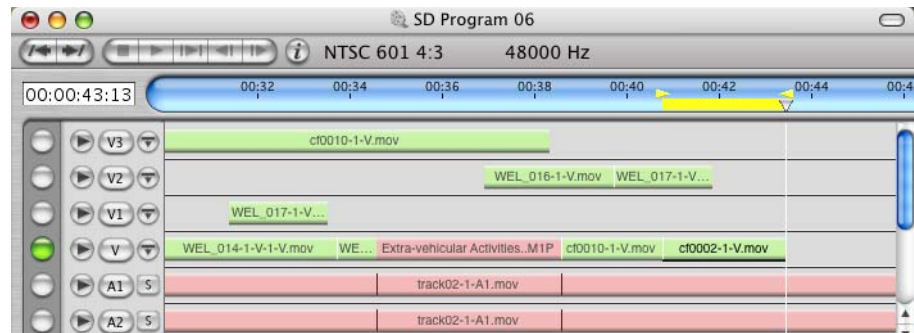 SD Program 06
i NTSC 601 4:3 48000 Hz
00:00:43:13 00:32 00:34 00:36 00:38 00:40 00:42 00:44 00:4
V3 cf0010-1-V.mov
V2 WEL_016-1-V.mov WEL_017-1-V...
V1 WEL_017-1-V...
V WEL_014-1-V-1-V.mov WE... Extra-vehicular Activities..M1P cf0010-1-V.mov cf0002-1-V.mov
A1 S track02-1-A1.mov
A2 S track02-1-A1.mov